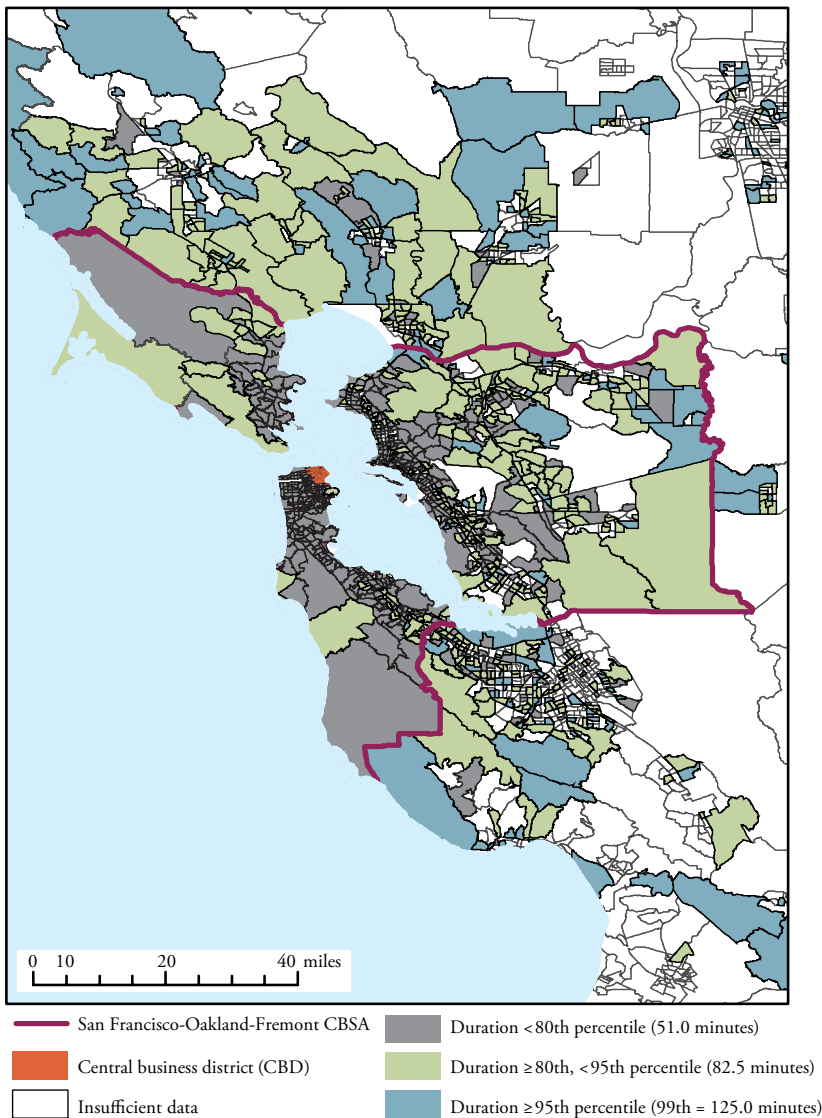 0 10 20 40 miles
San Francisco-Oakland-Fremont CBSA
Central business district (CBD)
Insufficient data
Duration <80th percentile (51.0 minutes)
Duration ≥80th, <95th percentile (82.5 minutes)
Duration ≥95th percentile (99th = 125.0 minutes)